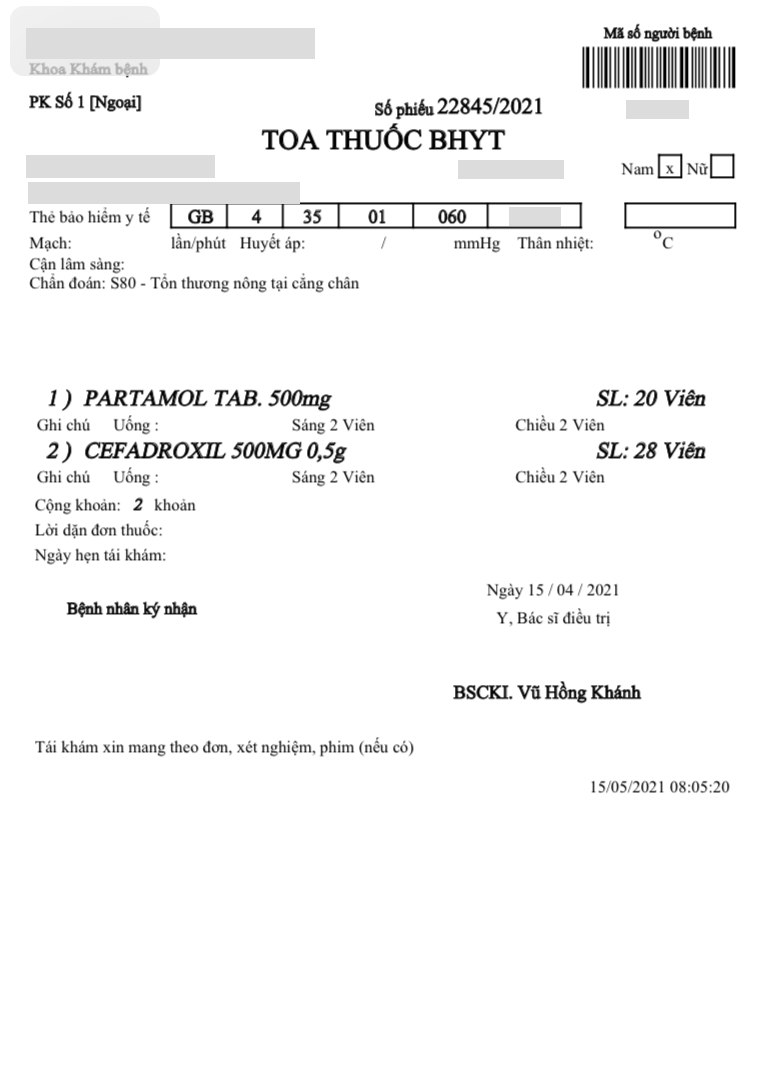 Mã số người bệnh
Khoa Khám bệnh
PK Số 1 [Ngoại]
Số phiếu 22845/2021
TOA THUỐC BHYT
Nam x Nữ
Thẻ bảo hiểm y tế GB 4 35 01 060
Mạch: lần/phút Huyết áp: / mmHg Thân nhiệt: °C
Cận lâm sàng:
Chẩn đoán: S80 - Tổn thương nông tại cẳng chân
1 ) PARTAMOL TAB. 500mg SL: 20 Viên
Ghi chú Uống : Sáng 2 Viên Chiều 2 Viên
2 ) CEFADROXIL 500MG 0,5g SL: 28 Viên
Ghi chú Uống : Sáng 2 Viên Chiều 2 Viên
Cộng khoản: 2 khoản
Lời dặn đơn thuốc:
Ngày hẹn tái khám:
Ngày 15 / 04 / 2021
Bệnh nhân ký nhận
Y, Bác sĩ điều trị
BSCKI. Vũ Hồng Khánh
Tái khám xin mang theo đơn, xét nghiệm, phim (nếu có)
15/05/2021 08:05:20